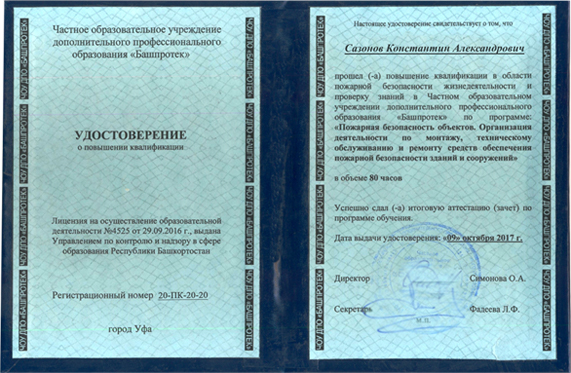 Частное образовательное учреждение
дополнительного профессионального
образования «Башпротек»
УДОСТОВЕРЕНИЕ
о повышении квалификации
Лицензия на осуществление образовательной
деятельности №4525 от 29.09.2016 г., выдана
Управлением по контролю и надзору в сфере
образования Республики Башкортостан
Регистрационный номер 20-ПК-20-20
город Уфа
Настоящее удостоверение свидетельствует о том, что
Сазонов Константин Александрович
прошел (-а) повышение квалификации в области
пожарной безопасности жизнедеятельности и
проверку знаний в Частном образовательном
учреждении дополнительного профессионального
образования «Башпротек» по программе:
«Пожарная безопасность объектов. Организация
деятельности по монтажу, техническому
обслуживанию и ремонту средств обеспечения
пожарной безопасности зданий и сооружений»
в объеме 80 часов
Успешно сдал (-а) итоговую аттестацию (зачет) по
программе обучения.
Дата выдачи удостоверения: «09» октября 2017 г.
Директор Симонова О.А.
Секретарь Фадеева Л.Ф.
М.П.